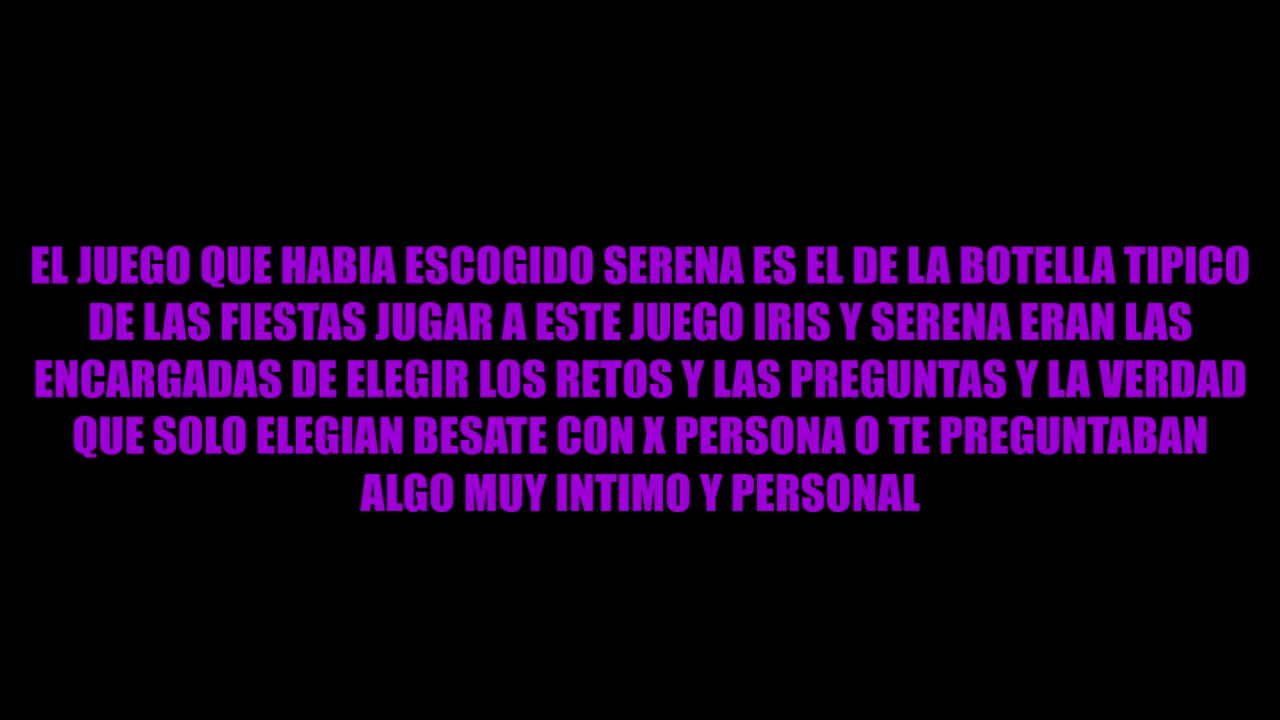 EL JUEGO QUE HABIA ESCOGIDO SERENA ES EL DE LA BOTELLA TIPICO
DE LAS FIESTAS JUGAR A ESTE JUEGO IRIS Y SERENA ERAN LAS
ENCARGADAS DE ELEGIR LOS RETOS Y LAS PREGUNTAS Y LA VERDAD
QUE SOLO ELEGIAN BESATE CON X PERSONA O TE PREGUNTABAN
ALGO MUY INTIMO Y PERSONAL